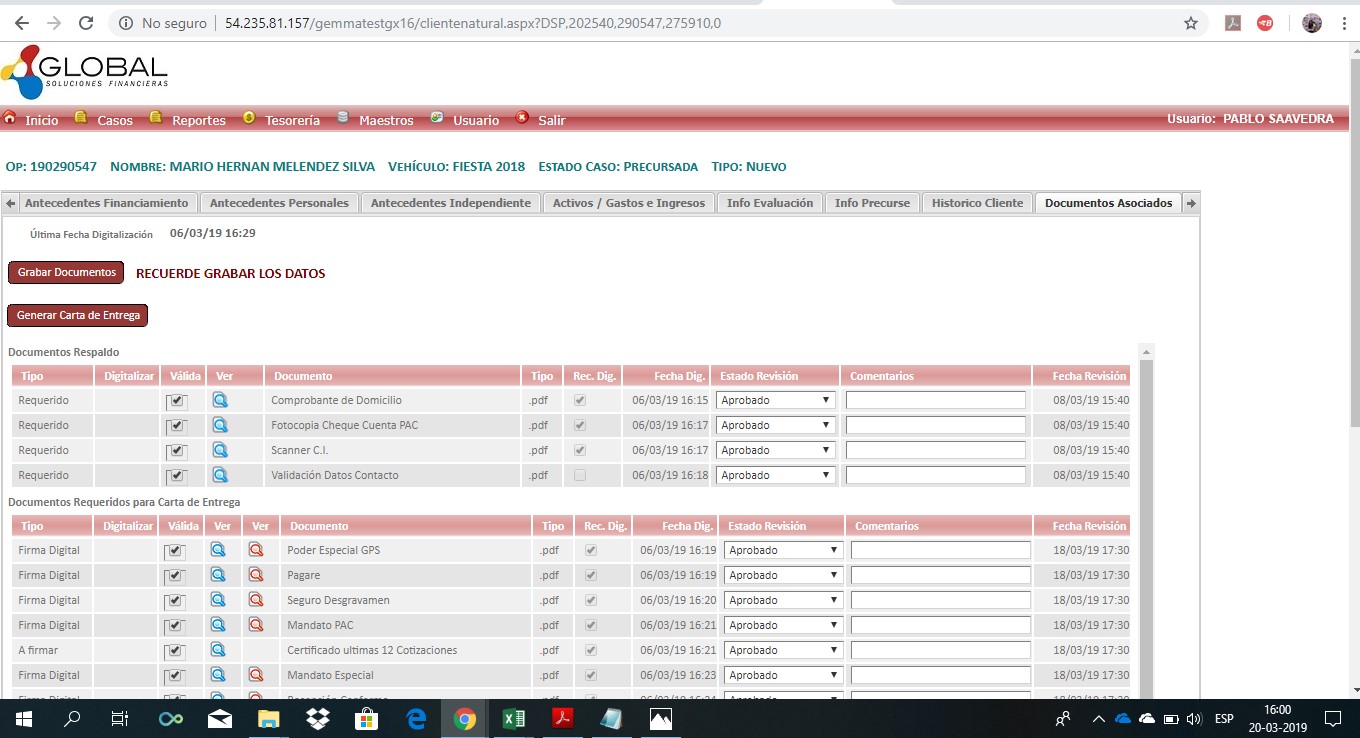 No seguro | 54.235.81.157/gemmatestgx16/clientenatural.aspx?DSP,202540,290547,275910,0
GLOBAL
SOLUCIONES FINANCIERAS
Inicio Casos Reportes Tesorería Maestros Usuario Salir Usuario: PABLO SAAVEDRA
OP: 190290547 NOMBRE: MARIO HERNAN MELENDEZ SILVA VEHÍCULO: FIESTA 2018 ESTADO CASO: PRECURSADA TIPO: NUEVO
Antecedentes Financiamiento Antecedentes Personales Antecedentes Independiente Activos / Gastos e Ingresos Info Evaluación Info Precurse Historico Cliente Documentos Asociados
Última Fecha Digitalización 06/03/19 16:29
Grabar Documentos RECUERDE GRABAR LOS DATOS
Generar Carta de Entrega
Documentos Respaldo
Tipo Digitalizar Válida Ver Documento Tipo Rec. Dig. Fecha Dig. Estado Revisión Comentarios Fecha Revisión
Requerido Comprobante de Domicilio .pdf 06/03/19 16:15 Aprobado 08/03/19 15:40
Requerido Fotocopia Cheque Cuenta PAC .pdf 06/03/19 16:17 Aprobado 08/03/19 15:40
Requerido Scanner C.I. .pdf 06/03/19 16:17 Aprobado 08/03/19 15:40
Requerido Validación Datos Contacto .pdf 06/03/19 16:18 Aprobado 08/03/19 15:40
Documentos Requeridos para Carta de Entrega
Tipo Digitalizar Válida Ver Ver Documento Tipo Rec. Dig. Fecha Dig. Estado Revisión Comentarios Fecha Revisión
Firma Digital Poder Especial GPS .pdf 06/03/19 16:19 Aprobado 18/03/19 17:30
Firma Digital Pagare .pdf 06/03/19 16:19 Aprobado 18/03/19 17:30
Firma Digital Seguro Desgravamen .pdf 06/03/19 16:20 Aprobado 18/03/19 17:30
Firma Digital Mandato PAC .pdf 06/03/19 16:21 Aprobado 18/03/19 17:30
A firmar Certificado ultimas 12 Cotizaciones .pdf 06/03/19 16:21 Aprobado 18/03/19 17:30
Firma Digital Mandato Especial .pdf 06/03/19 16:23 Aprobado 18/03/19 17:30
ESP 16:00
20-03-2019